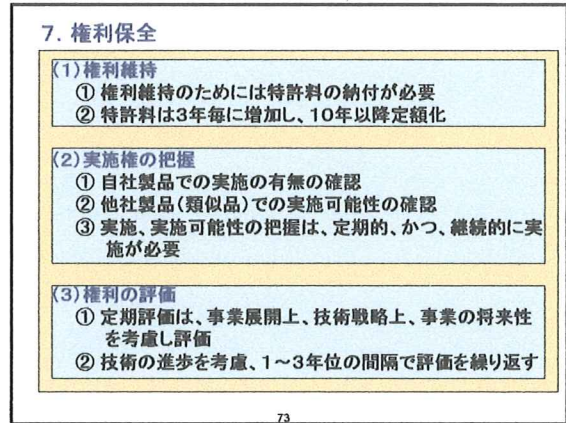 7. 権利保全
(1)権利維持
① 権利維持のためには特許料の納付が必要
② 特許料は3年毎に増加し、10年以降定額化
(2)実施権の把握
① 自社製品での実施の有無の確認
② 他社製品(類似品)での実施可能性の確認
③ 実施、実施可能性の把握は、定期的、かつ、継続的に実
施が必要
(3)権利の評価
① 定期評価は、事業展開上、技術戦略上、事業の将来性
を考慮し評価
② 技術の進歩を考慮、1~3年位の間隔で評価を繰り返す
73